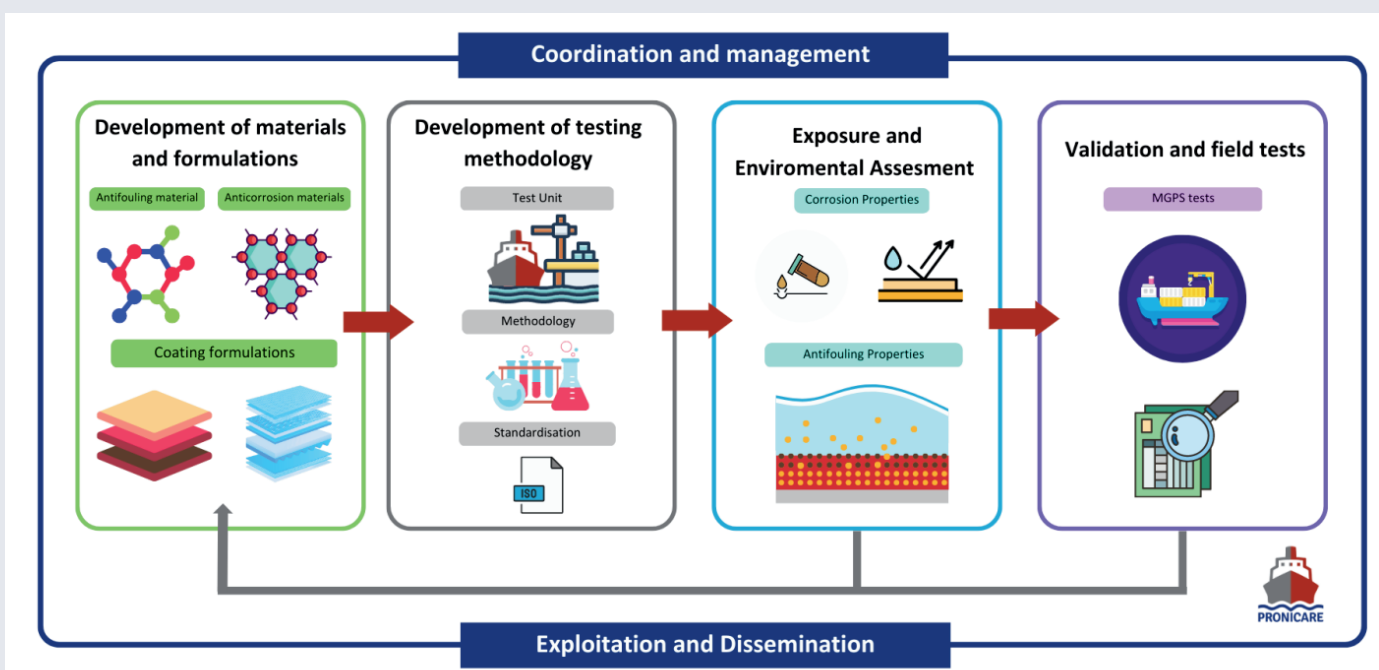 Coordination and management
Development of materials
and formulations
Antifouling material
Anticorrosion materials
Coating formulations
Development of testing
methodology
Test Unit
Methodology
Standardisation
ISO
Exposure and
Enviromental Assesment
Corrosion Properties
Antifouling Properties
Validation and field tests
MGPS tests
PRONICARE
Exploitation and Dissemination